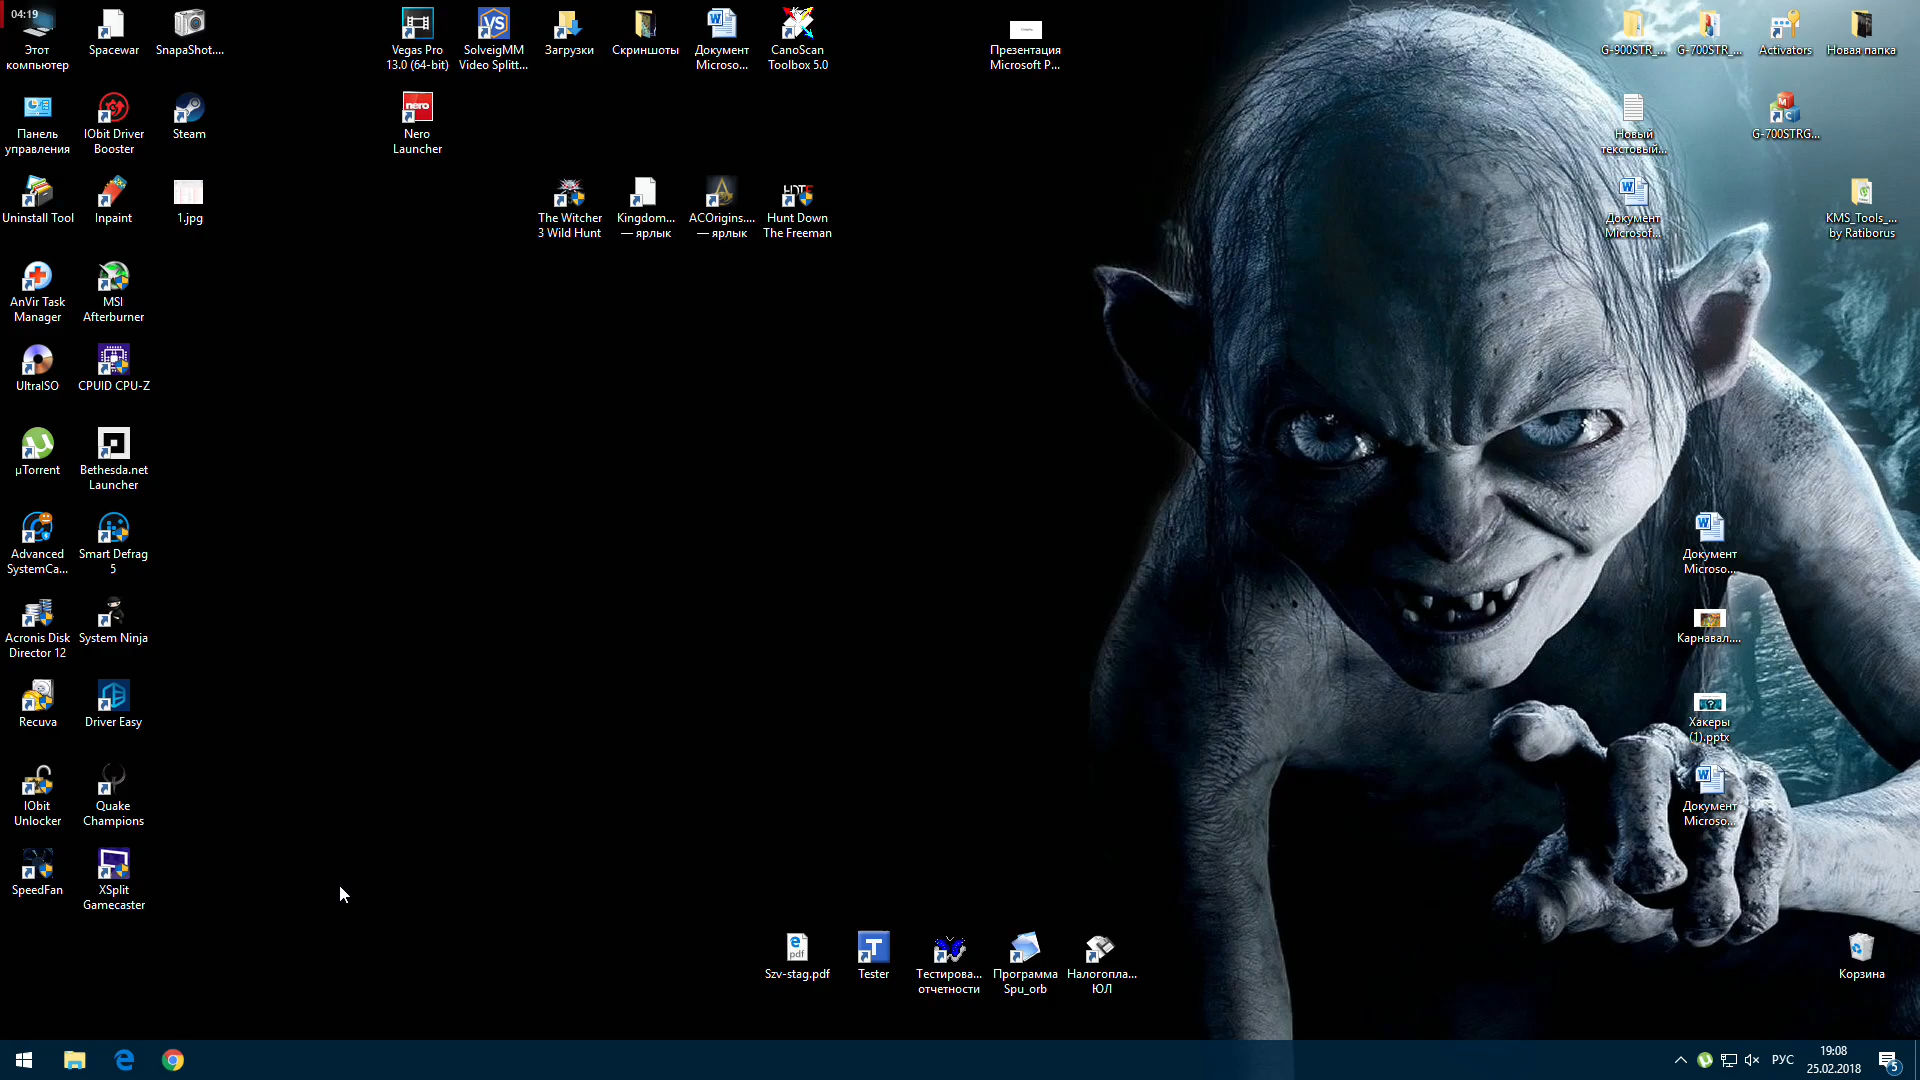 04:19
Этот
компьютер
Spacewar
SnapaShot....
Vegas Pro
13.0 (64-bit)
SolveigMM
Video Splitt...
Загрузки
Скриншоты
Документ
Microso...
CanoScan
Toolbox 5.0
Презентация
Microsoft P...
G-900STR_...
G-700STR_...
Activators
Новая папка
Панель
управления
IObit Driver
Booster
Steam
nero
Nero
Launcher
Новый
текстовый...
G-700STRG...
Uninstall Tool
Inpaint
1.jpg
The Witcher
3 Wild Hunt
Kingdom...
— ярлык
ACOrigins....
— ярлык
Hunt Down
The Freeman
Документ
Microsof...
KMS_Tools_...
by Ratiborus
AnVir Task
Manager
MSI
Afterburner
UltraISO
CPUID CPU-Z
µTorrent
Bethesda.net
Launcher
Advanced
SystemCa...
Smart Defrag
5
Документ
Microso...
Acronis Disk
Director 12
System Ninja
Карнавал....
Recuva
Driver Easy
Хакеры
(1).pptx
IObit
Unlocker
Quake
Champions
Документ
Microso...
SpeedFan
XSplit
Gamecaster
pdf
Szv-stag.pdf
T
Tester
Тестирова...
отчетности
Программа
Spu_orb
Налогопла...
ЮЛ
Корзина
РУС
19:08
25.02.2018
5